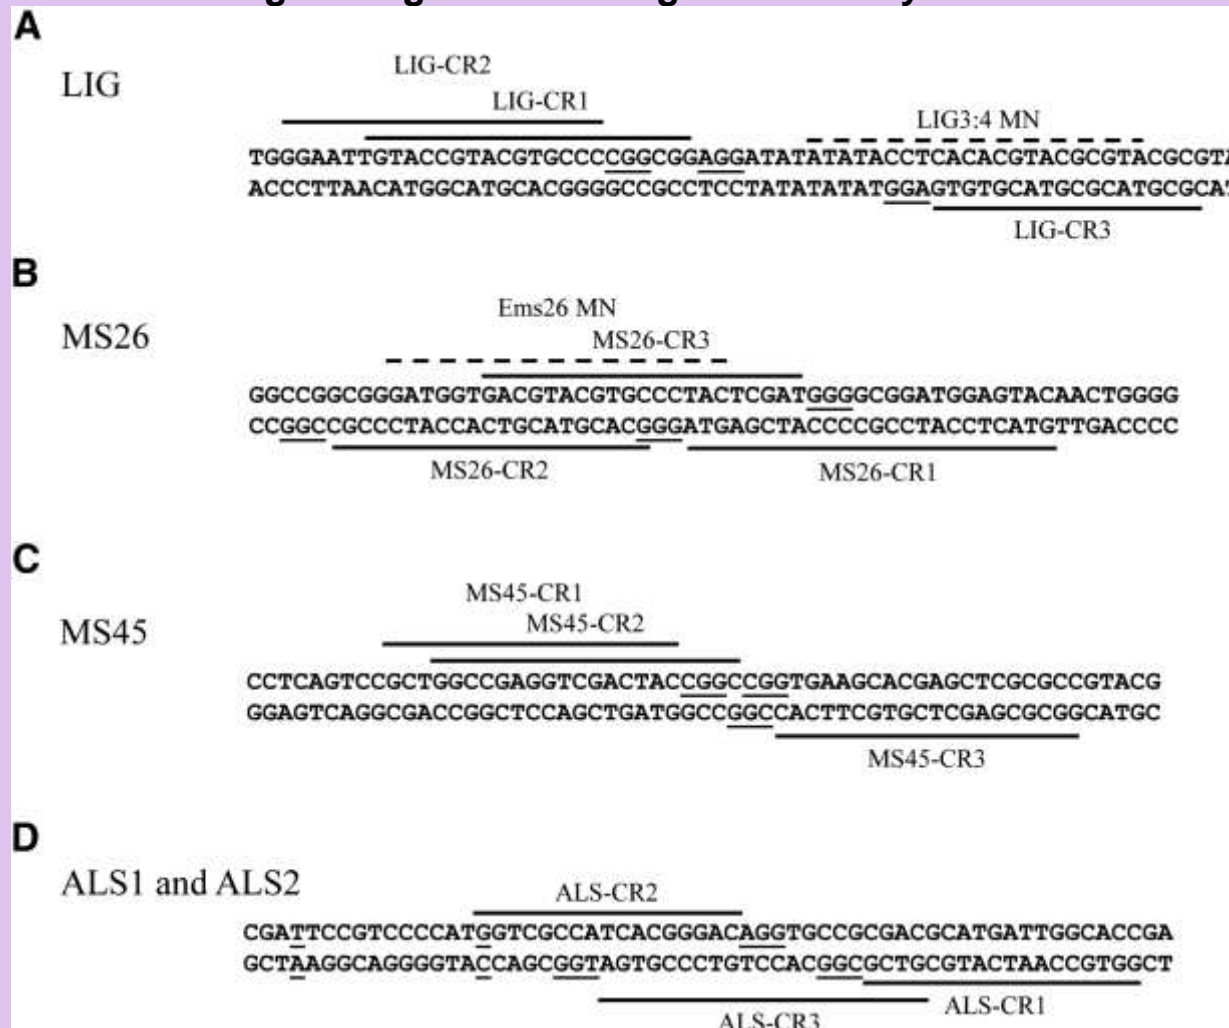 A
LIG
LIG-CR2
LIG-CR1
LIG3:4 MN
TGGGAATTGTACCGTACGTGCCCCGGCGGAGGATATATATATACCTCACACGTACGCGTACGCGTA
ACCCTTAACATGGCATGCACGGGGCCGCCTCCTATATATATGGAGTGTGCATGCGCATGCGCAT
LIG-CR3
B
MS26
Ems26 MN
MS26-CR3
GGCCGGCGGGATGGTGACGTACGTGCCCTACTCGATGGGGCGGATGGAGTACAACTGGGG
CCGGCCGCCCTACCACTGCATGCACGGGATGAGCTACCCCGCCTACCTCATGTTGACCCC
MS26-CR2
MS26-CR1
C
MS45
MS45-CR1
MS45-CR2
CCTCAGTCCGCTGGCCGAGGTCGACTACCGGCCGGTGAAGCACGAGCTCGCGCCGTACG
GGAGTCAGGCGACCGGCTCCAGCTGATGGCCGGCCACTTCGTGCTCGAGCGCGGCATGC
MS45-CR3
D
ALS1 and ALS2
ALS-CR2
CGATTCCGTCCCCATGGTCGCCATCACGGGACAGGTGCCGCGACGCATGATTGGCACCGA
GCTAAGGCAGGGGTACCAGCGGTAGTGCCCTGTCCACGGCGCTGCGTACTAACCGTGGCT
ALS-CR1
ALS-CR3